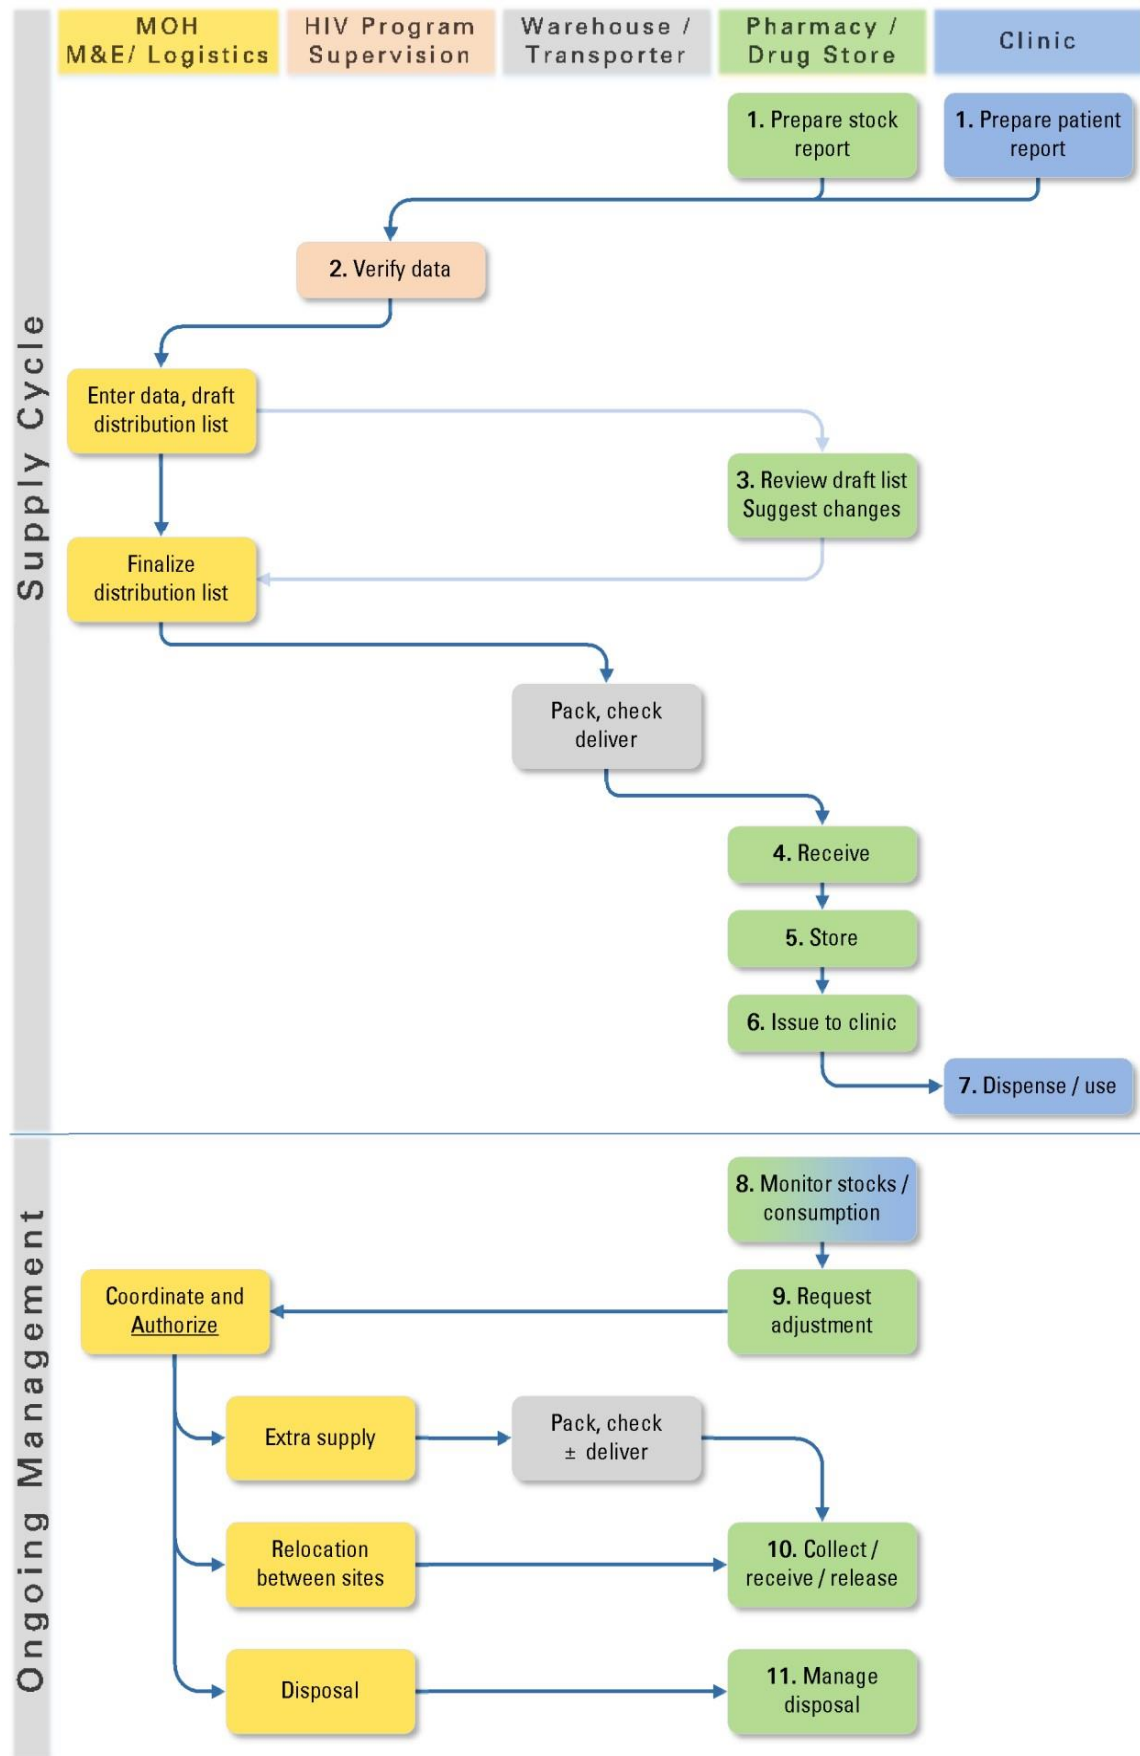 MOH
M&E/ Logistics
HIV Program
Supervision
Warehouse /
Transporter
Pharmacy /
Drug Store
Clinic
Supply Cycle
1. Prepare stock
report
1. Prepare patient
report
2. Verify data
Enter data, draft
distribution list
3. Review draft list
Suggest changes
Finalize
distribution list
Pack, check
deliver
4. Receive
5. Store
6. Issue to clinic
7. Dispense / use
Ongoing Management
8. Monitor stocks /
consumption
Coordinate and
Authorize
9. Request
adjustment
Extra supply
Pack, check
± deliver
Relocation
between sites
10. Collect /
receive / release
Disposal
11. Manage
disposal